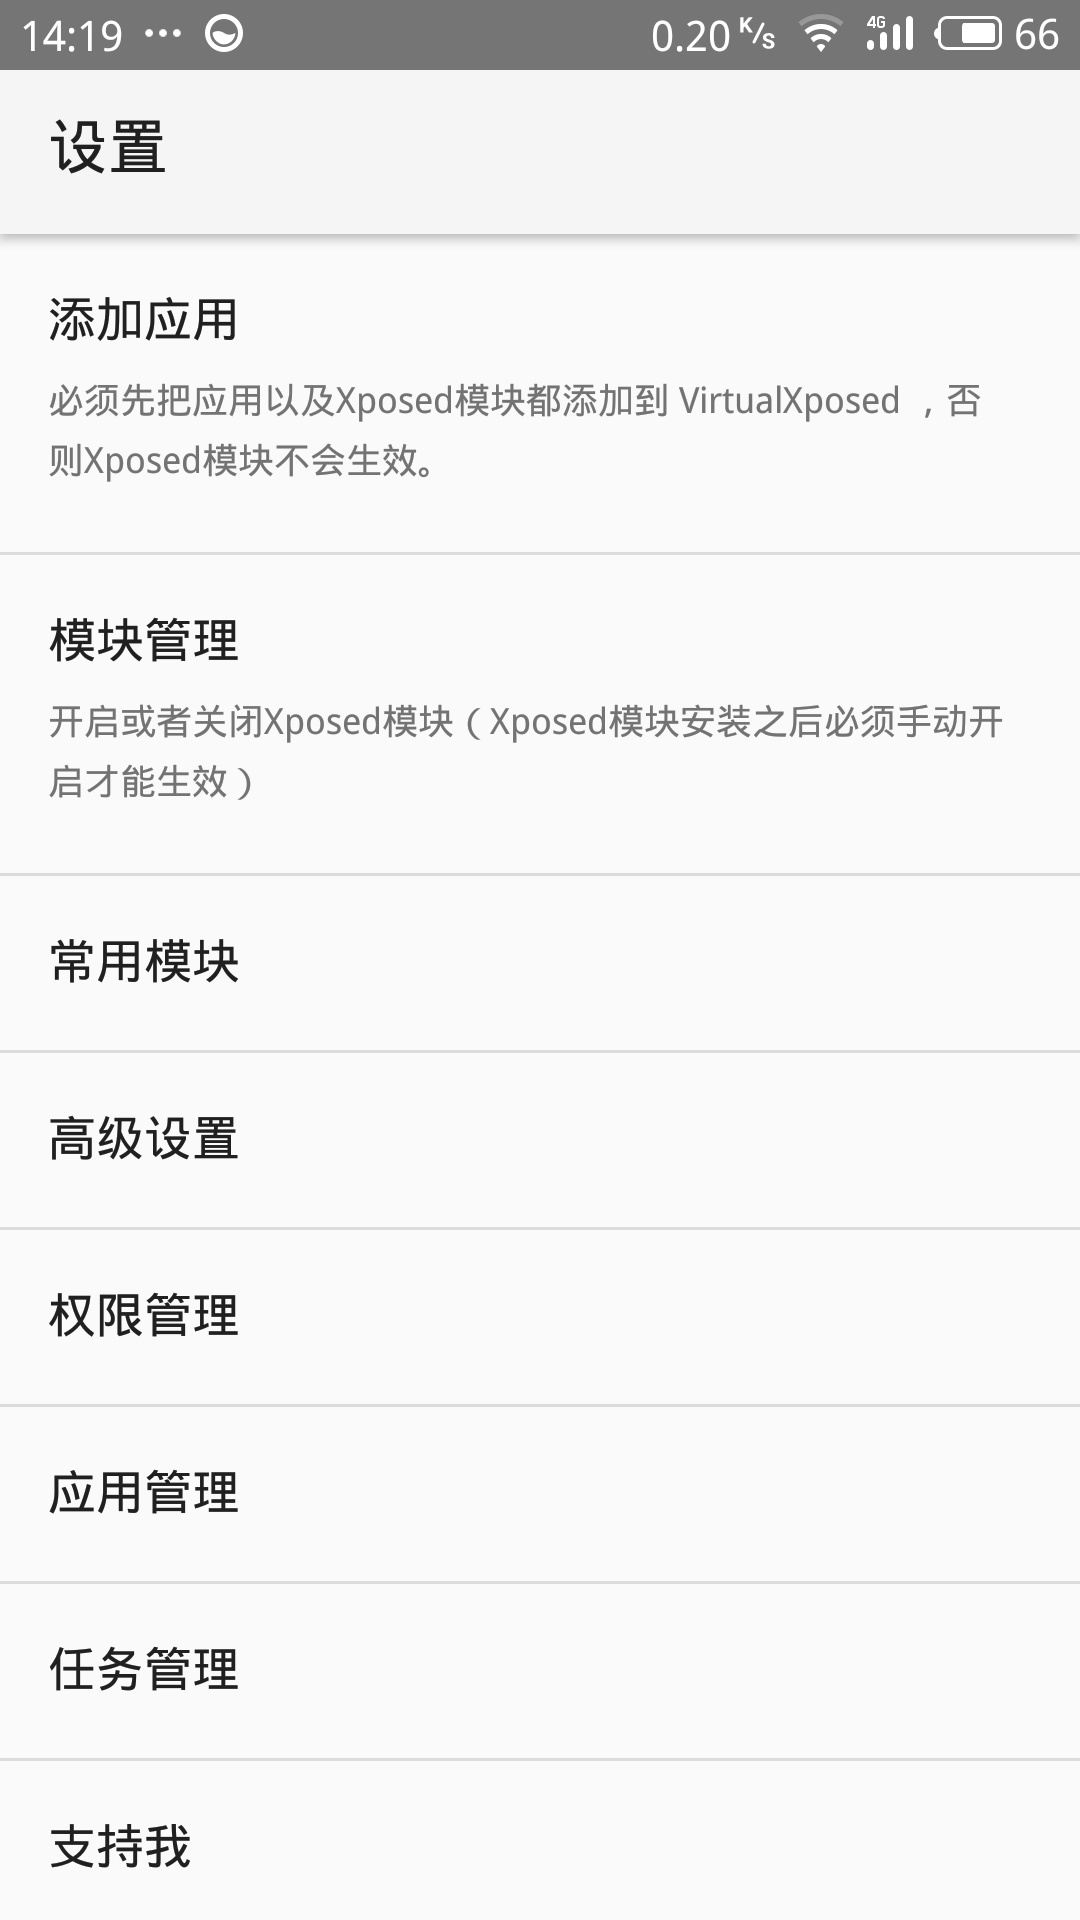 14:19 ··· 0.20 K/s 4G 66
设置
添加应用
必须先把应用以及Xposed模块都添加到 VirtualXposed ，否
则Xposed模块不会生效。
模块管理
开启或者关闭Xposed模块（Xposed模块安装之后必须手动开
启才能生效）
常用模块
高级设置
权限管理
应用管理
任务管理
支持我